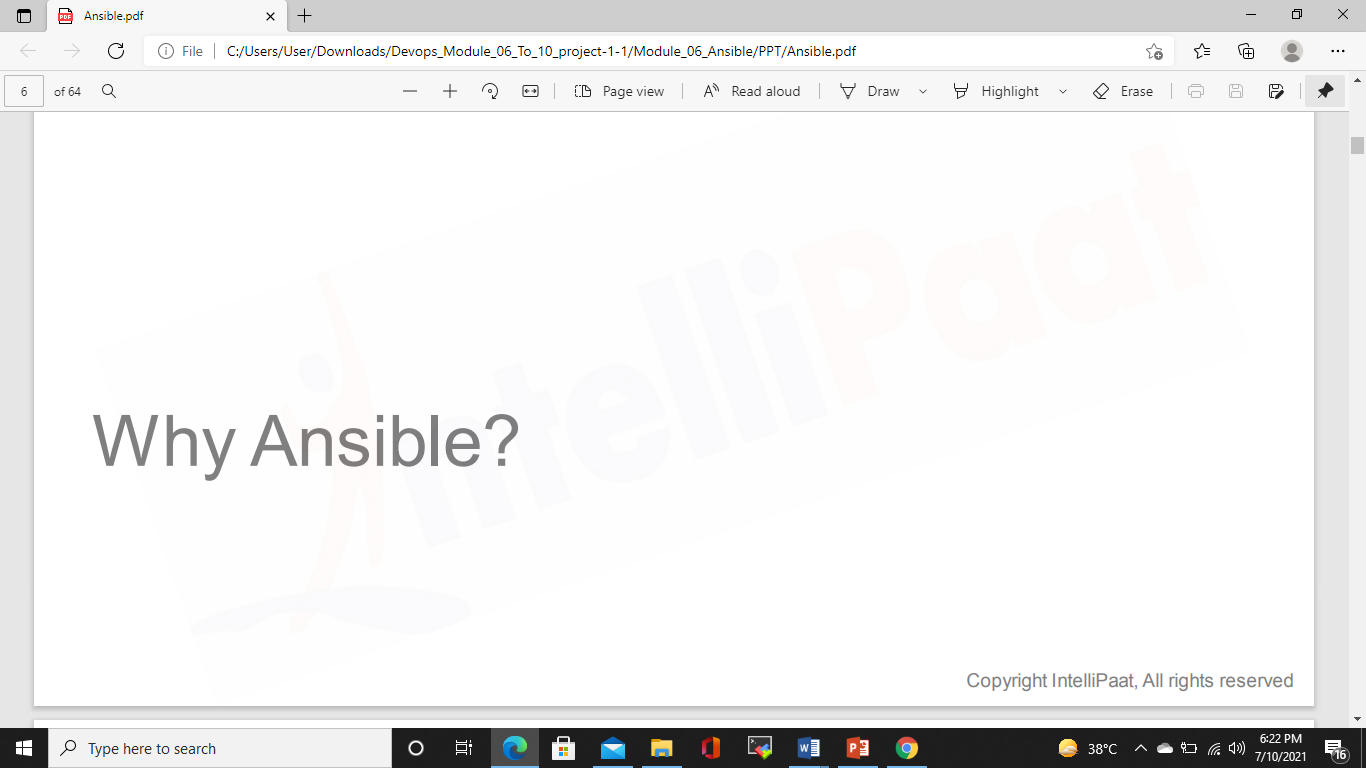 Ansible.pdf
File
C:/Users/User/Downloads/Devops_Module_06_To_10_project-1-1/Module_06_Ansible/PPT/Ansible.pdf
6 of 64
Page view
Read aloud
Draw
Highlight
Erase
IntelliPaat
Why Ansible?
Copyright IntelliPaat, All rights reserved
Type here to search
38°C
6:22 PM
7/10/2021
16